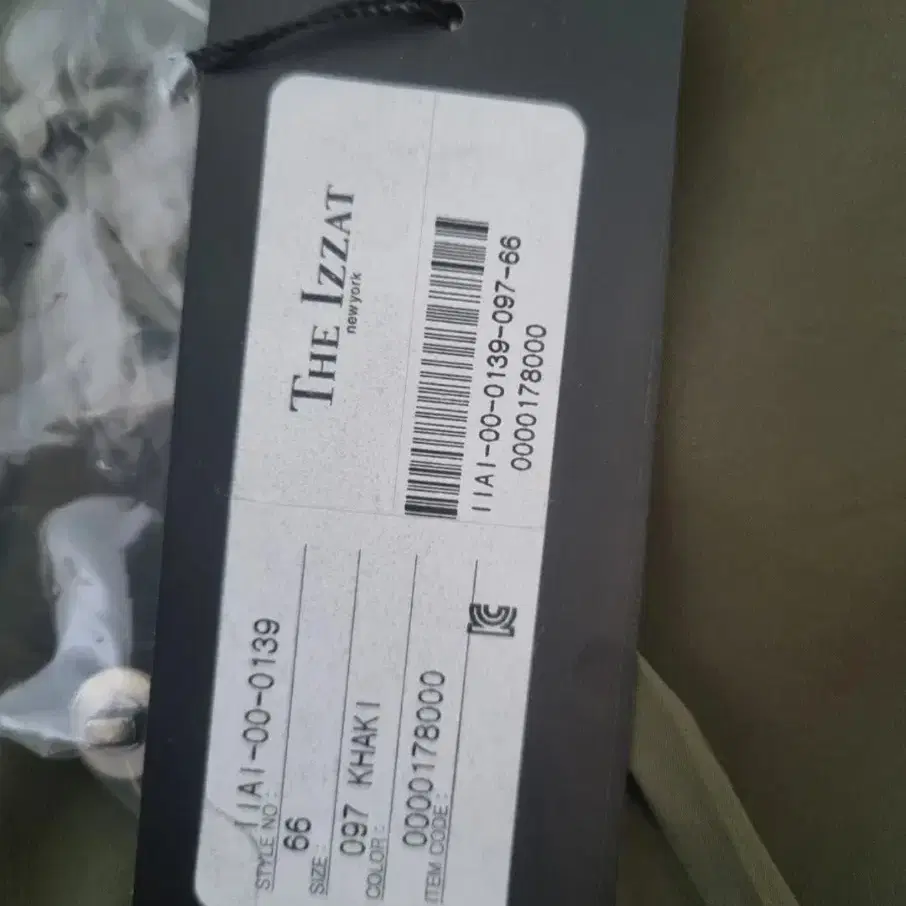 THE IZZAT
newyork
IIAI-00-0139-097-66
0000178000
IIAI-00-0139
STYLE NO :
66
SIZE :
097 KHAKI
COLOR :
0000178000
ITEM CODE :